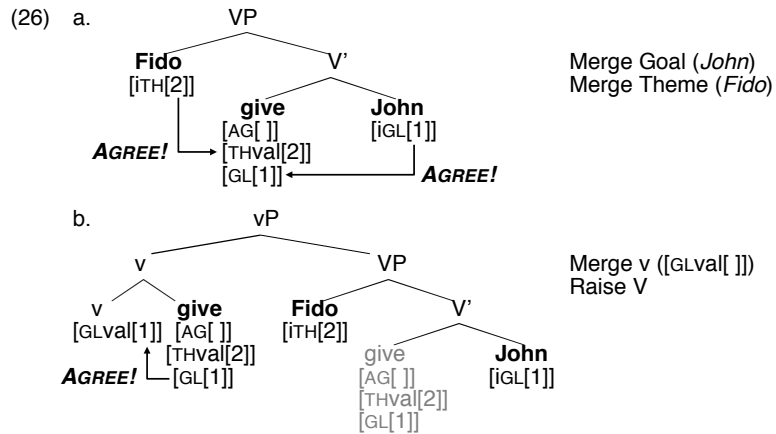 (26) a. VP
Fido V’
[iTH[2]] Merge Goal (John)
Merge Theme (Fido)
give John
[AG[ ]] [iGL[1]]
[THval[2]]
AGREE!
[GL[1]] AGREE!
b. vP
v VP Merge v ([GLval[ ]])
Raise V
v give Fido V’
[GLval[1]] [AG[ ]] [iTH[2]]
[THval[2]] give John
AGREE! [GL[1]] [AG[ ]] [iGL[1]]
[THval[2]]
[GL[1]]